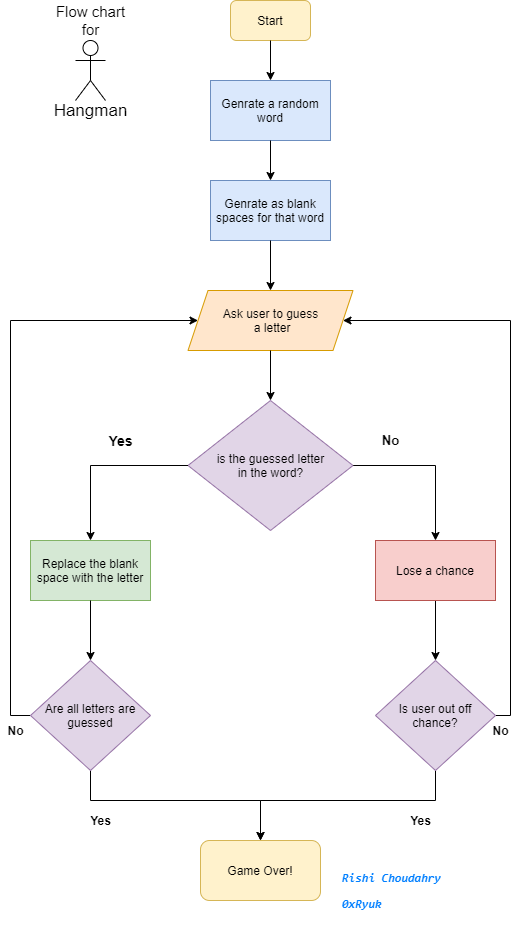 Flow chart
for
Hangman
Start
Genrate a random
word
Genrate as blank
spaces for that word
Ask user to guess
a letter
is the guessed letter
in the word?
Yes
No
Replace the blank
space with the letter
Lose a chance
Are all letters are
guessed
Is user out off
chance?
No
No
Yes
Yes
Game Over!
Rishi Choudahry
0xRyuk